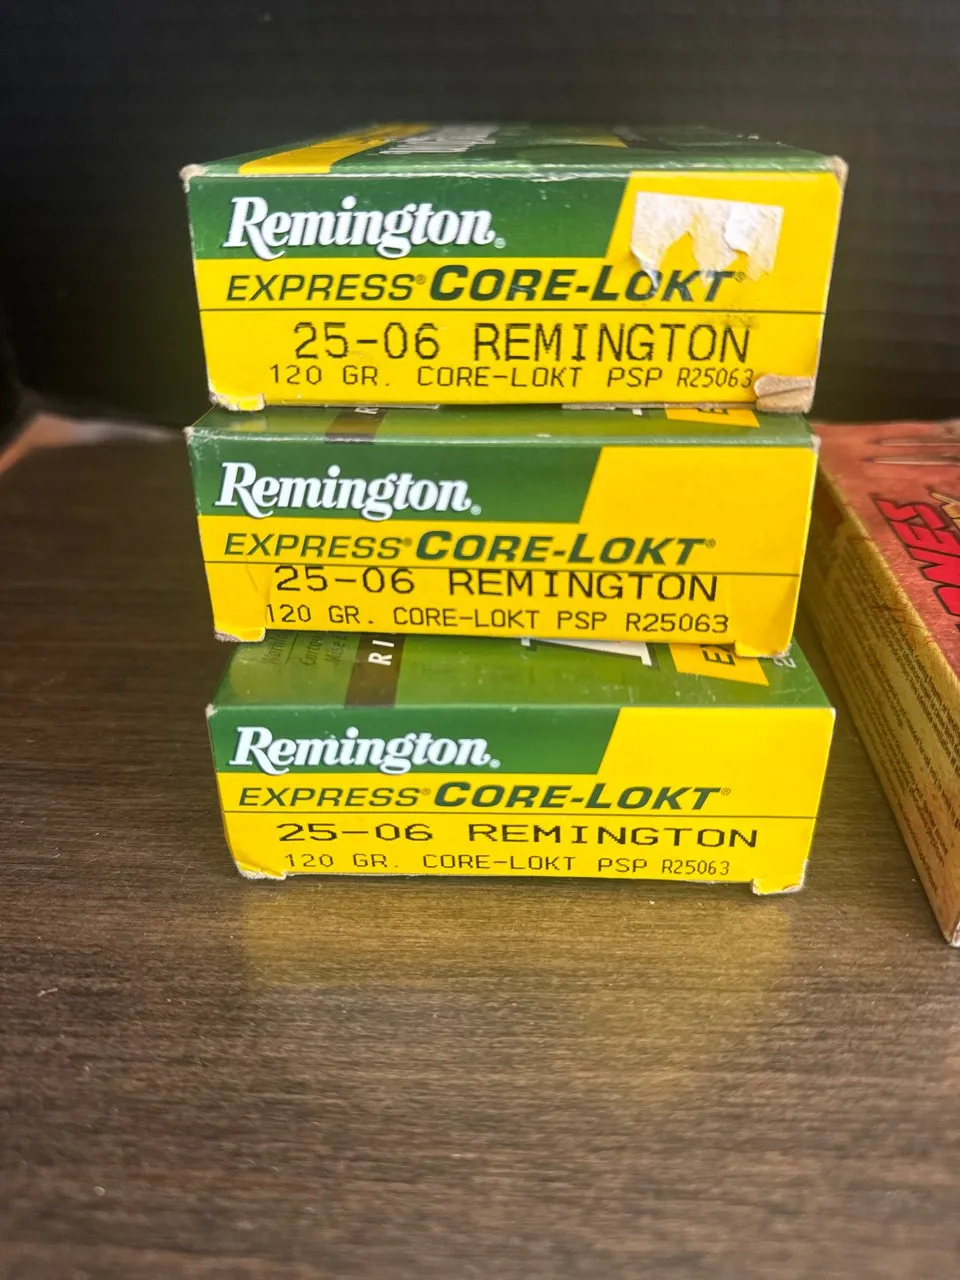 Remington®
EXPRESS® CORE-LOKT®
25-06 REMINGTON
120 GR. CORE-LOKT PSP R25063
Remington®
EXPRESS® CORE-LOKT®
25-06 REMINGTON
120 GR. CORE-LOKT PSP R25063
RI
Remington®
EXPRESS® CORE-LOKT®
25-06 REMINGTON
120 GR. CORE-LOKT PSP R25063